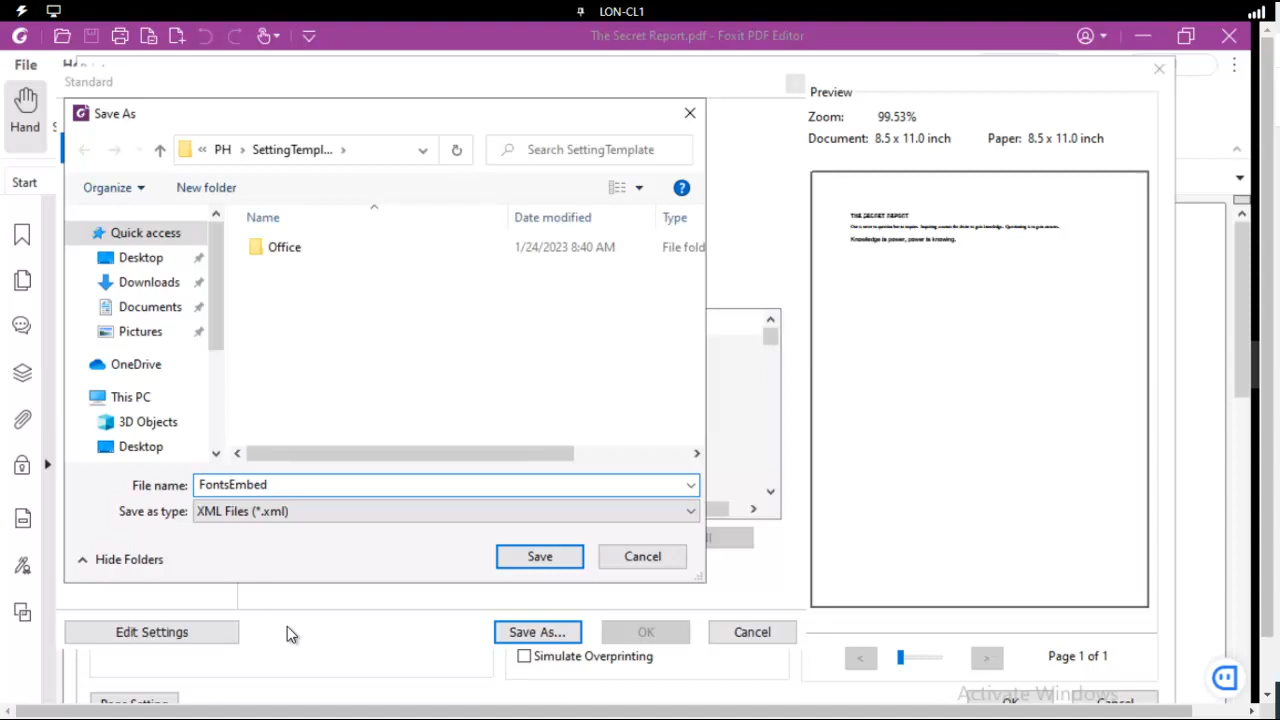 LON-CL1
The Secret Report.pdf - Foxit PDF Editor
File
Standard
Hand
Start
Save As
PH
SettingTempl...
Search SettingTemplate
Organize
New folder
Name
Date modified
Type
Quick access
Office
1/24/2023 8:40 AM
File fold
Desktop
Downloads
Documents
Pictures
OneDrive
This PC
3D Objects
Desktop
File name:
FontsEmbed
Save as type:
XML Files (*.xml)
Hide Folders
Save
Cancel
Preview
Zoom: 99.53%
Document: 8.5 x 11.0 inch
Paper: 8.5 x 11.0 inch
THE SECRET REPORT
Knowledge is power, power is knowing.
Edit Settings
Save As...
OK
Cancel
Simulate Overprinting
<
>
Page 1 of 1
Activate Windows
OK
Cancel